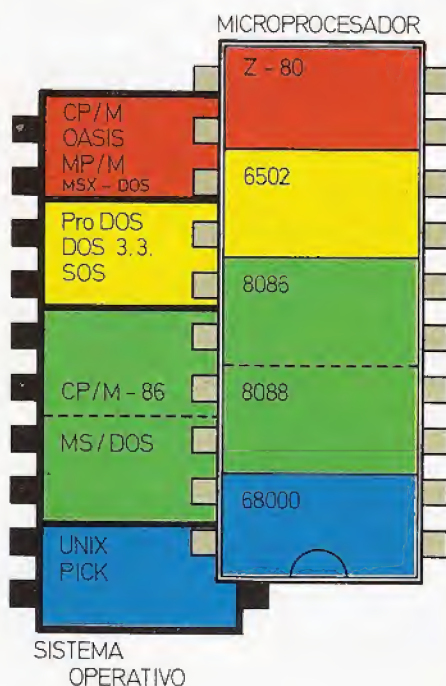 MICROPROCESADOR
Z - 80
6502
8086
8088
68000
CP/M
OASIS
MP/M
MSX - DOS
Pro DOS
DOS 3.3.
SOS
CP/M - 86
MS/DOS
UNIX
PICK
SISTEMA
OPERATIVO